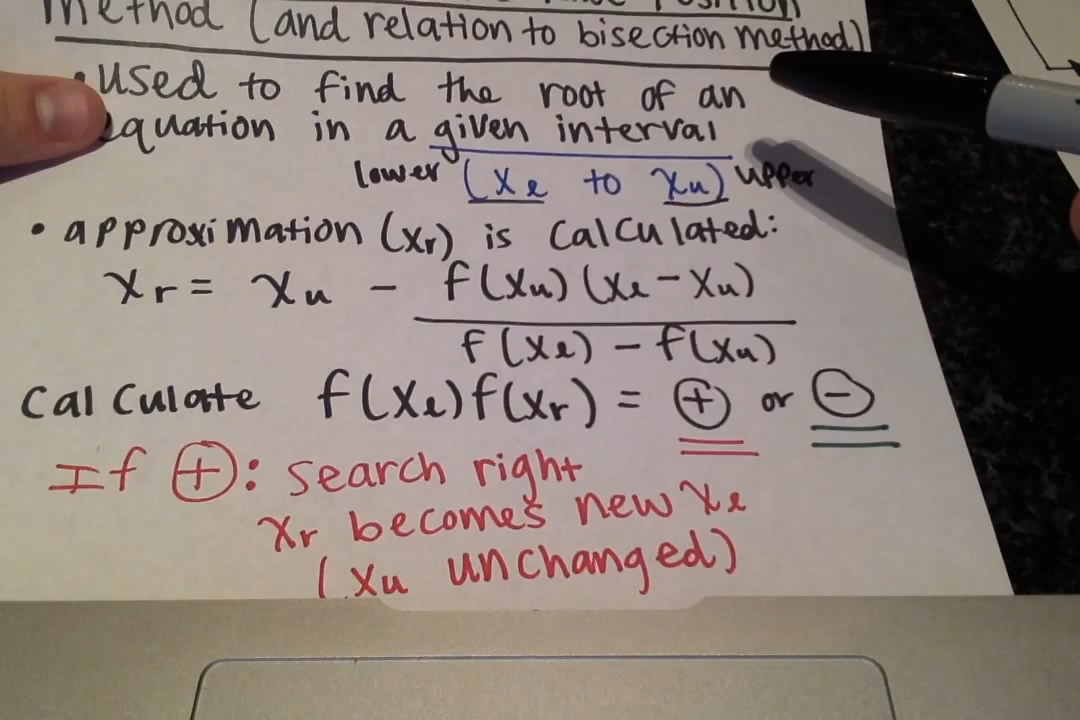 method (and relation to bisection method)
• used to find the root of an
equation in a given interval
lower (xℓ to xu) upper
• approximation (xr) is calculated:
xr = xu - f(xu)(xℓ-xu)
f(xℓ) - f(xu)
calculate f(xℓ)f(xr) = ⊕ or ⊖
If ⊕: search right
xr becomes new xℓ
(xu unchanged)